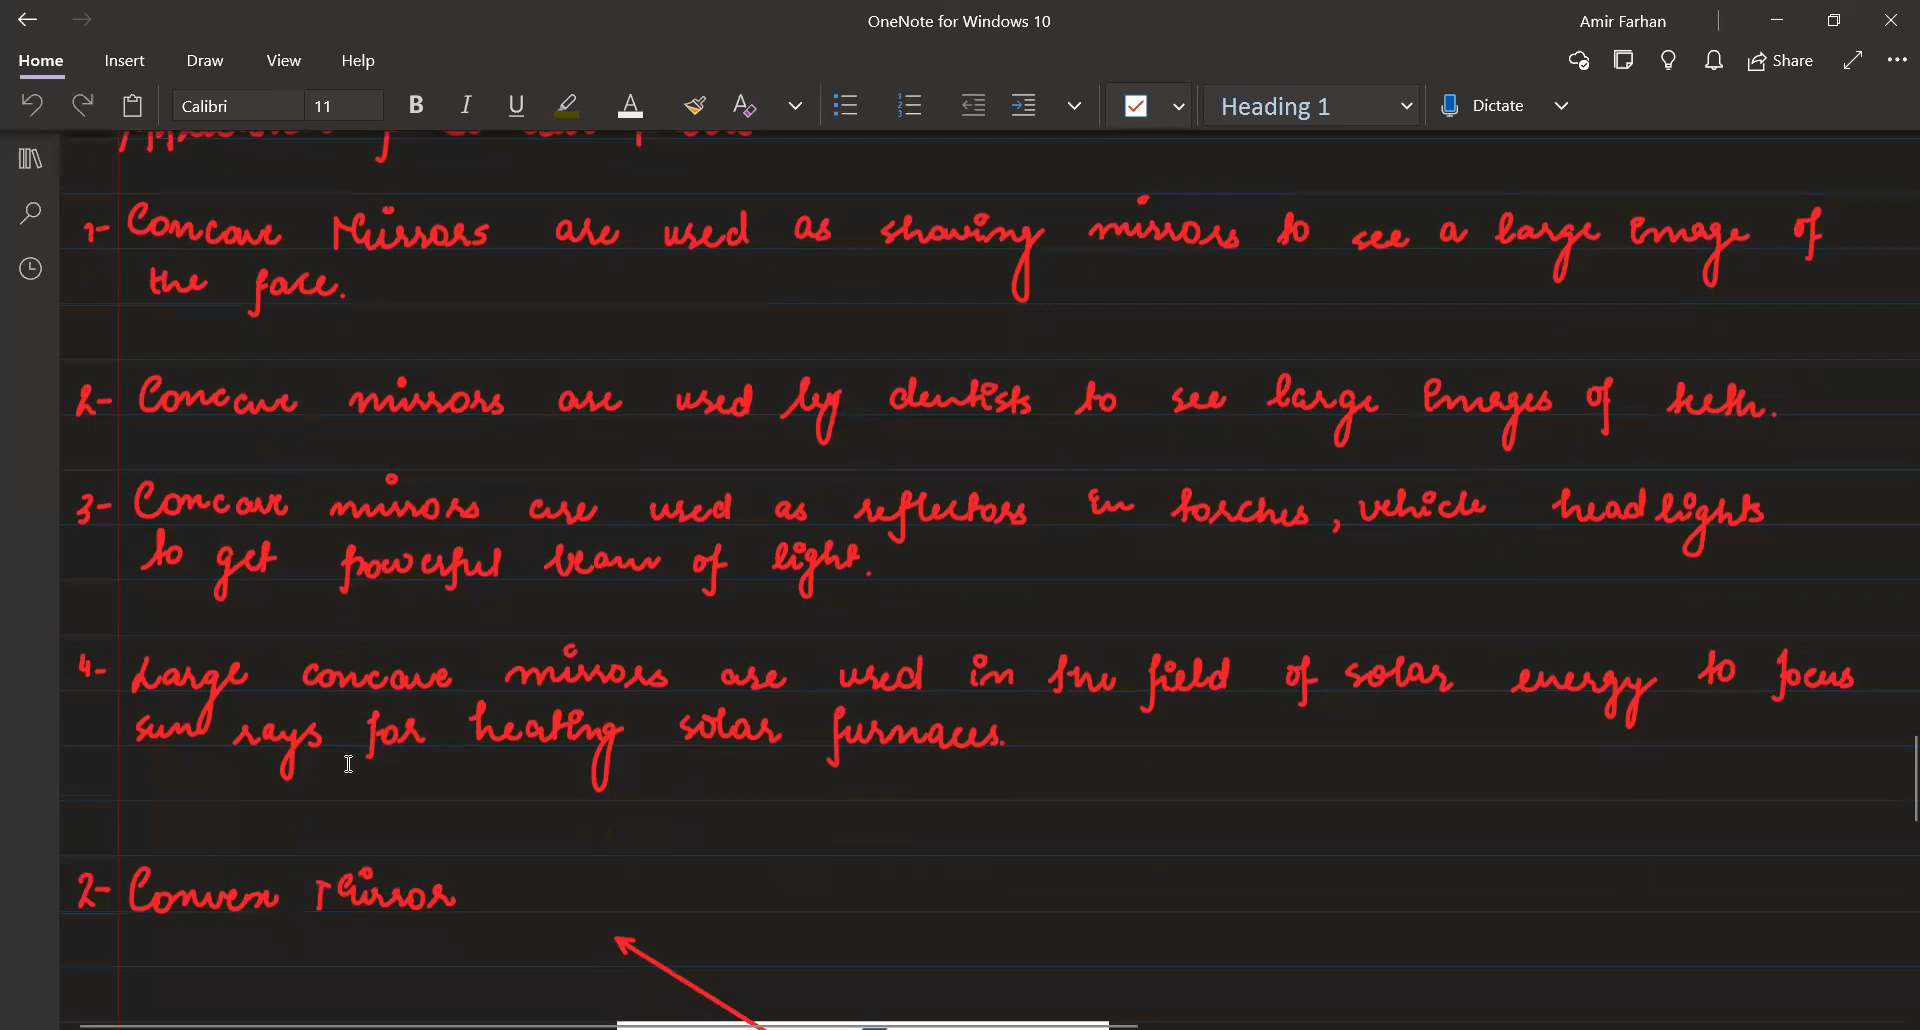 OneNote for Windows 10
Amir Farhan
Home Insert Draw View Help
Share
Calibri 11 B I U A Heading 1 Dictate
1- Concave Mirrors are used as shaving mirrors to see a large image of
the face.
2- Concave mirrors are used by dentists to see large images of teeth.
3- Concave mirrors are used as reflectors in torches, vehicle headlights
to get powerful beam of light.
4- Large concave mirrors are used in the field of solar energy to focus
sun rays for heating solar furnaces.
2- Convex Mirror